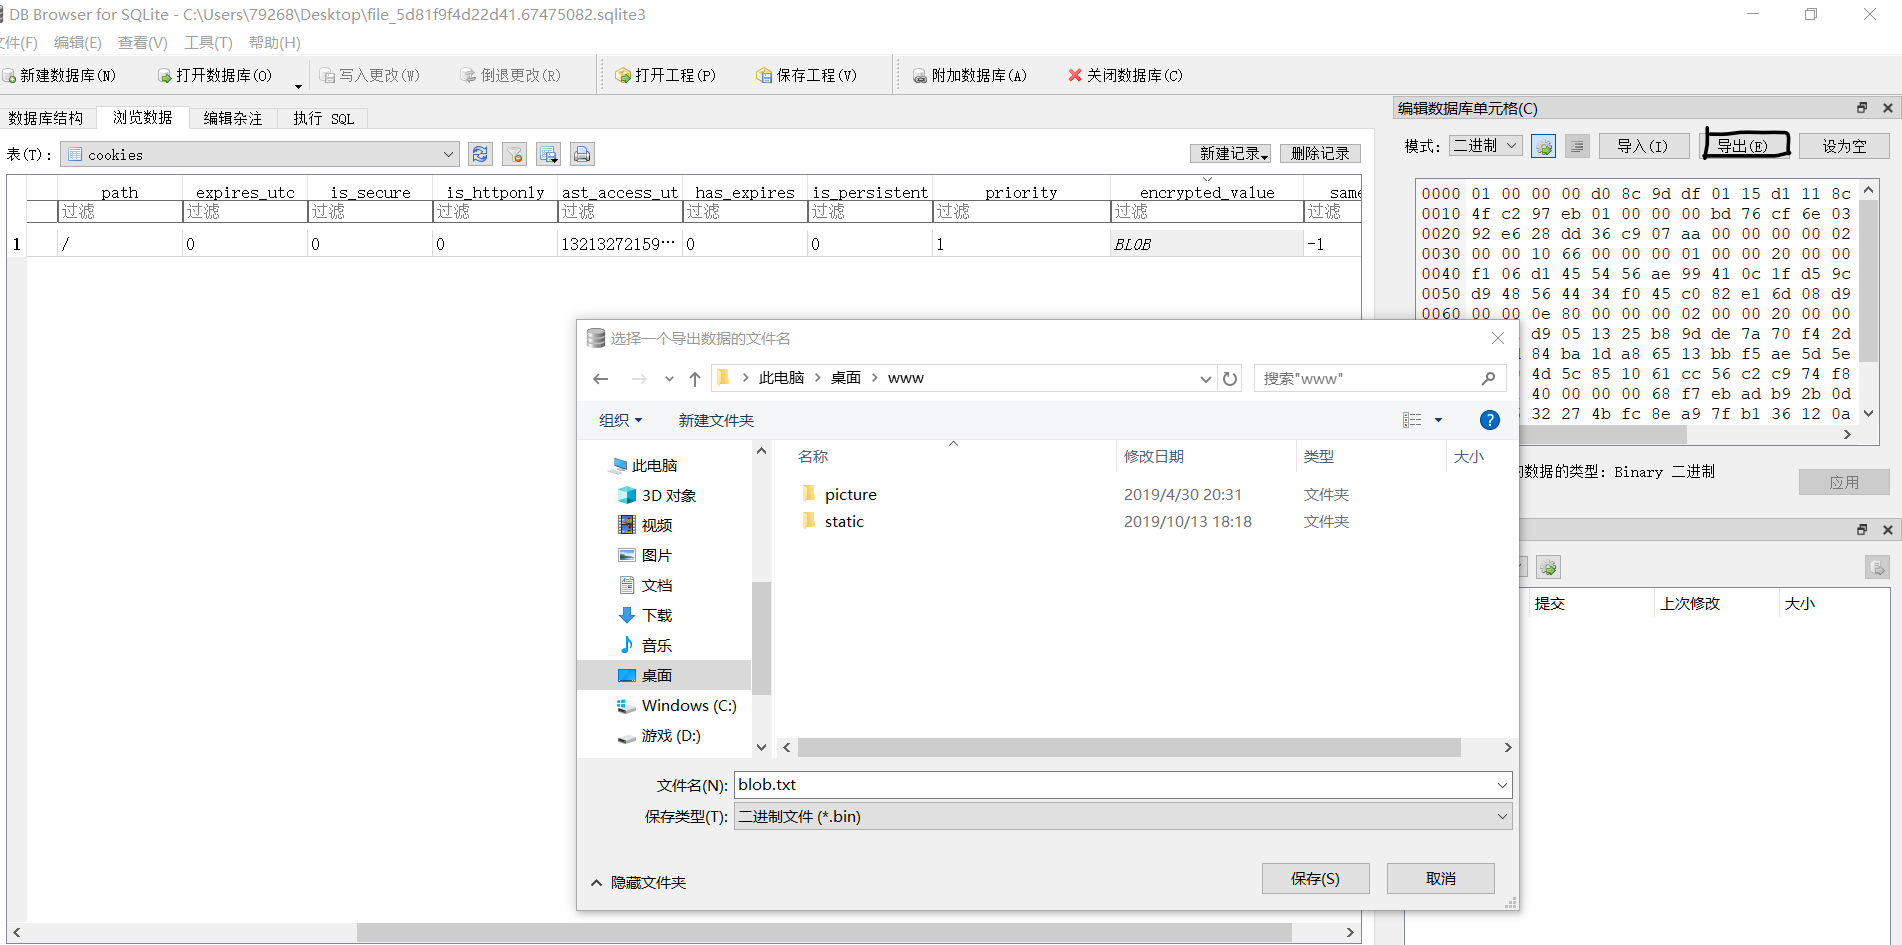 DB Browser for SQLite - C:\Users\79268\Desktop\file_5d81f9f4d22d41.67475082.sqlite3
文件(F) 编辑(E) 查看(V) 工具(T) 帮助(H)
新建数据库(N) 打开数据库(O) 写入更改(W) 倒退更改(R) 打开工程(P) 保存工程(V) 附加数据库(A) 关闭数据库(C)
数据库结构 浏览数据 编辑杂注 执行 SQL
表(T): cookies
新建记录 删除记录
path expires_utc is_secure is_httponly ast_access_ut has_expires is_persistent priority encrypted_value same
过滤 过滤 过滤 过滤 过滤 过滤 过滤 过滤 过滤 过滤
1 / 0 0 0 13213272159… 0 0 1 BLOB -1
编辑数据库单元格(C)
模式: 二进制 导入(I) 导出(E) 设为空
0000 01 00 00 00 d0 8c 9d df 01 15 d1 11 8c
0010 4f c2 97 eb 01 00 00 00 bd 76 cf 6e 03
0020 92 e6 28 dd 36 c9 07 aa 00 00 00 00 02
0030 00 00 10 66 00 00 00 01 00 00 20 00 00
0040 f1 06 d1 45 54 56 ae 99 41 0c 1f d5 9c
0050 d9 48 56 44 34 f0 45 c0 82 e1 6d 08 d9
0060 00 00 0e 80 00 00 00 02 00 00 20 00 00
d9 05 13 25 b8 9d de 7a 70 f4 2d
84 ba 1d a8 65 13 bb f5 ae 5d 5e
4d 5c 85 10 61 cc 56 c2 c9 74 f8
40 00 00 00 68 f7 eb ad b9 2b 0d
32 27 4b fc 8e a9 7f b1 36 12 0a
数据的类型: Binary 二进制
应用
提交 上次修改 大小
选择一个导出数据的文件名
此电脑 桌面 www
搜索"www"
组织 新建文件夹
名称 修改日期 类型 大小
picture 2019/4/30 20:31 文件夹
static 2019/10/13 18:18 文件夹
此电脑
3D 对象
视频
图片
文档
下载
音乐
桌面
Windows (C:)
游戏 (D:)
文件名(N): blob.txt
保存类型(T): 二进制文件 (*.bin)
隐藏文件夹
保存(S) 取消